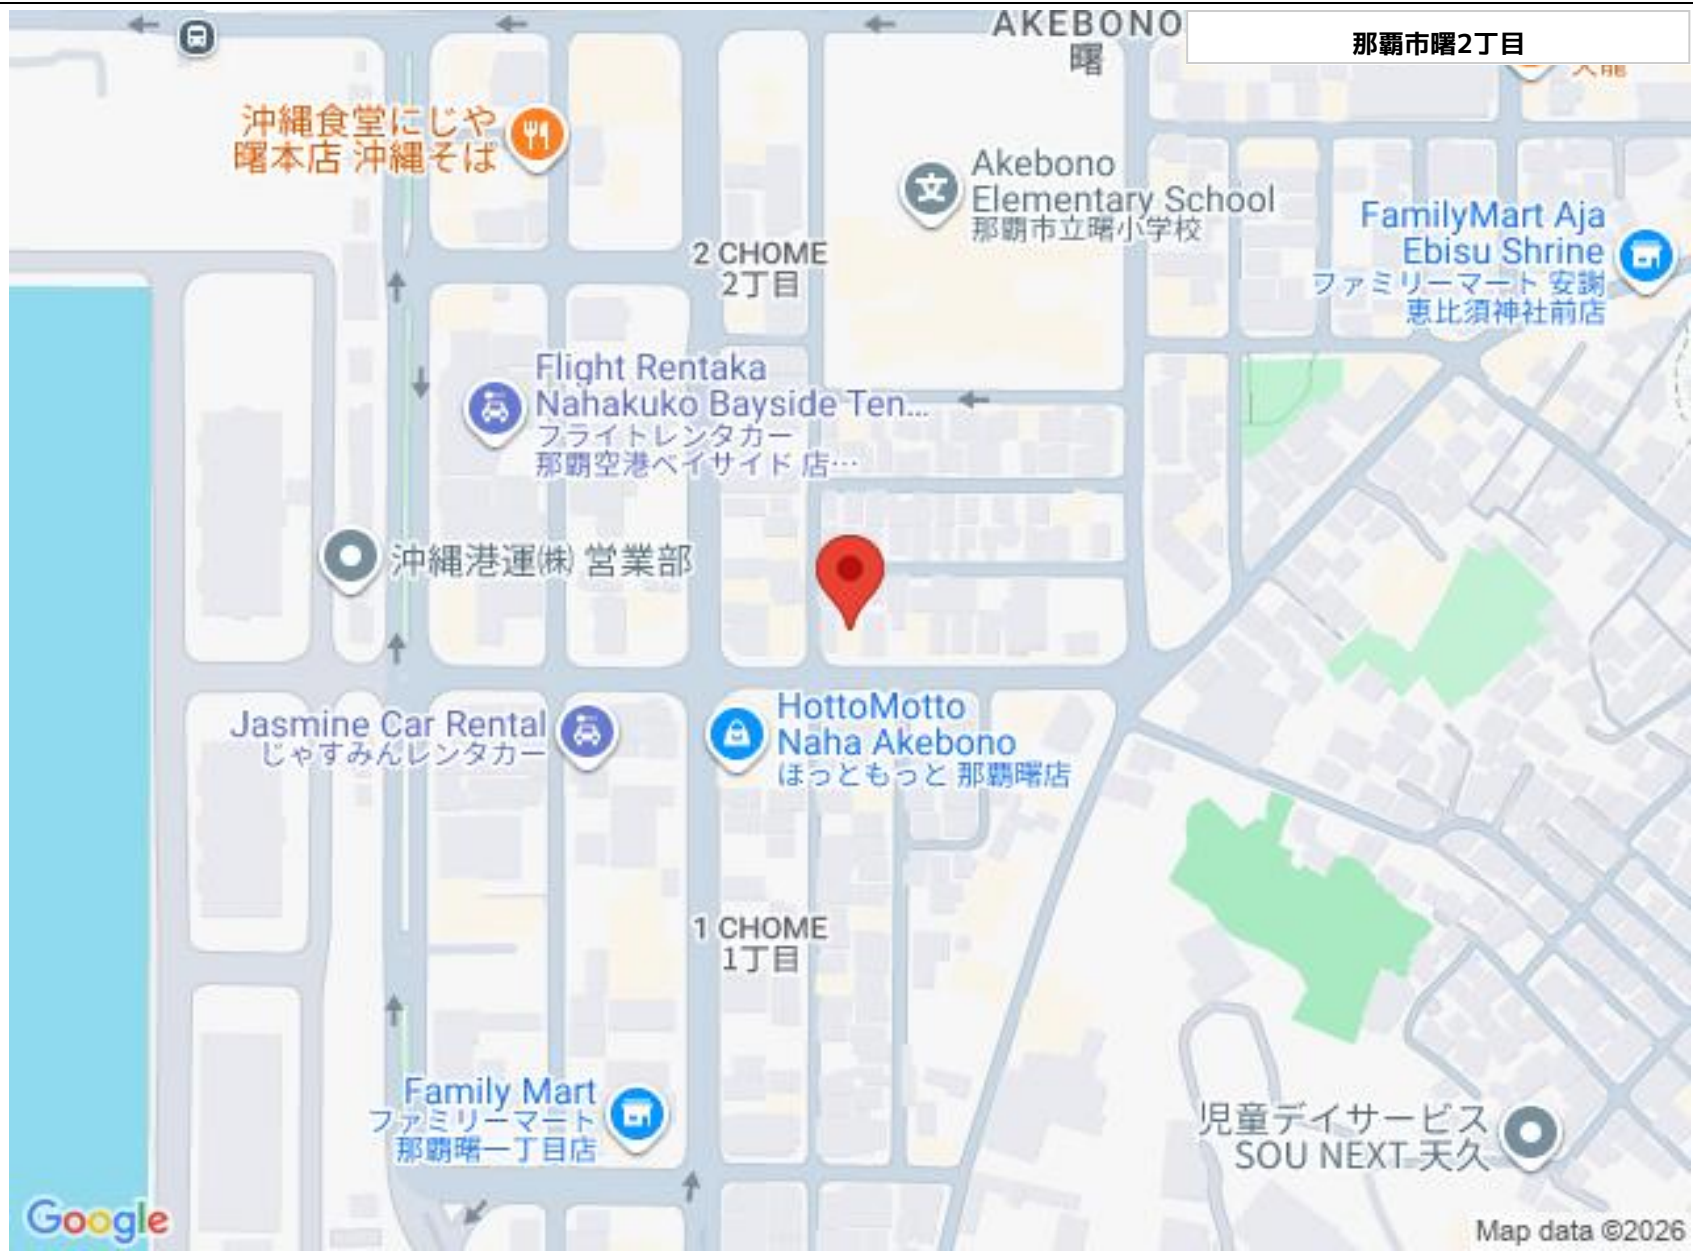 AKEBONO
曙
那覇市曙2丁目
沖縄食堂にじや
曙本店 沖縄そば
Akebono
Elementary School
那覇市立曙小学校
FamilyMart Aja
Ebisu Shrine
ファミリーマート 安謝
恵比須神社前店
2 CHOME
2丁目
Flight Rentaka
Nahakuko Bayside Ten...
フライトレンタカー
那覇空港ベイサイド 店…
沖縄港運㈱ 営業部
Jasmine Car Rental
じゃすみんレンタカー
HottoMotto
Naha Akebono
ほっともっと 那覇曙店
1 CHOME
1丁目
Family Mart
ファミリーマート
那覇曙一丁目店
児童デイサービス
SOU NEXT 天久
Google
Map data ©2026